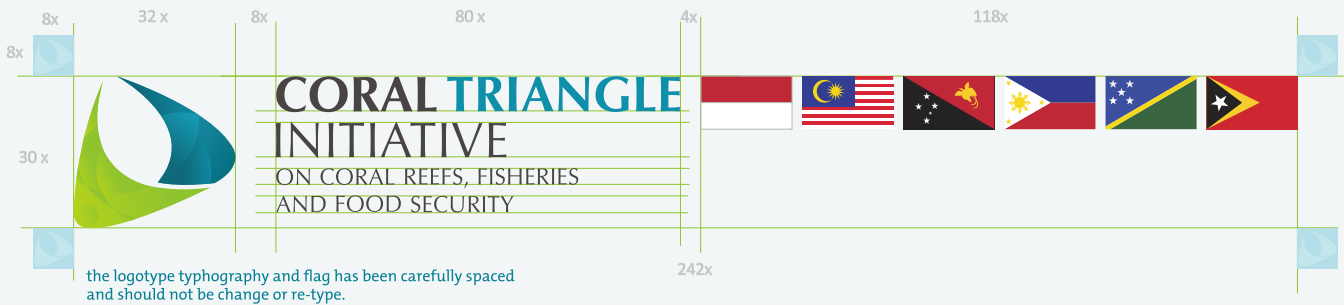 8x 32 x 8x 80 x 4x 118x
8x
CORAL TRIANGLE
INITIATIVE
30 x
ON CORAL REEFS, FISHERIES
AND FOOD SECURITY
242x
the logotype typhography and flag has been carefully spaced
and should not be change or re-type.